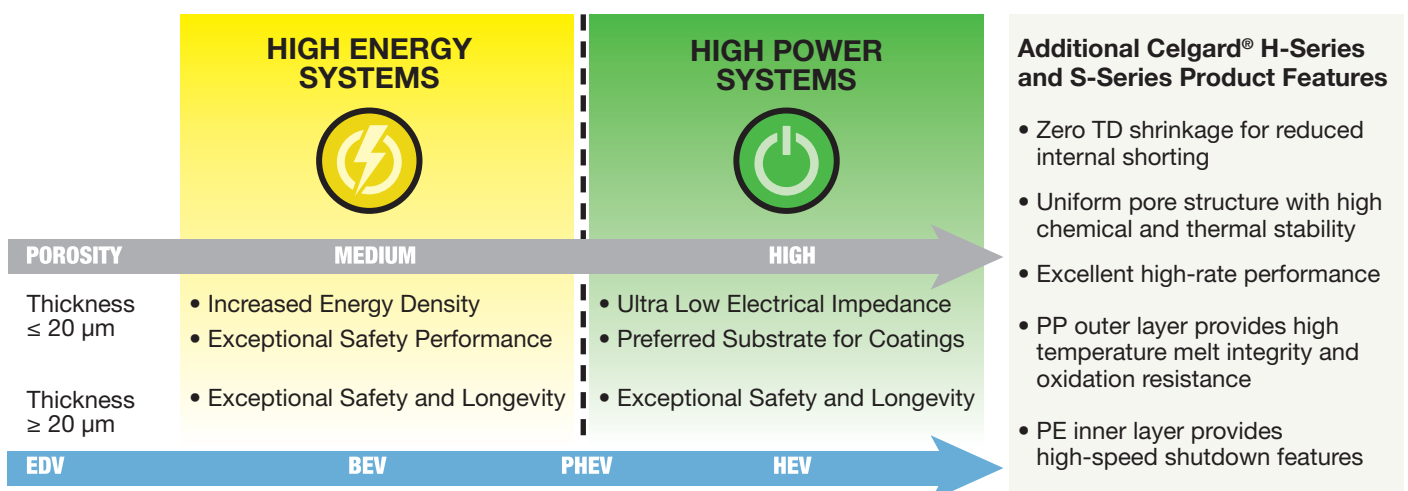 HIGH ENERGY
SYSTEMS
HIGH POWER
SYSTEMS
POROSITY
MEDIUM
HIGH
Thickness
≤ 20 µm
• Increased Energy Density
• Exceptional Safety Performance
• Ultra Low Electrical Impedance
• Preferred Substrate for Coatings
Thickness
≥ 20 µm
• Exceptional Safety and Longevity
• Exceptional Safety and Longevity
EDV
BEV
PHEV
HEV
Additional Celgard® H-Series
and S-Series Product Features
• Zero TD shrinkage for reduced
internal shorting
• Uniform pore structure with high
chemical and thermal stability
• Excellent high-rate performance
• PP outer layer provides high
temperature melt integrity and
oxidation resistance
• PE inner layer provides
high-speed shutdown features